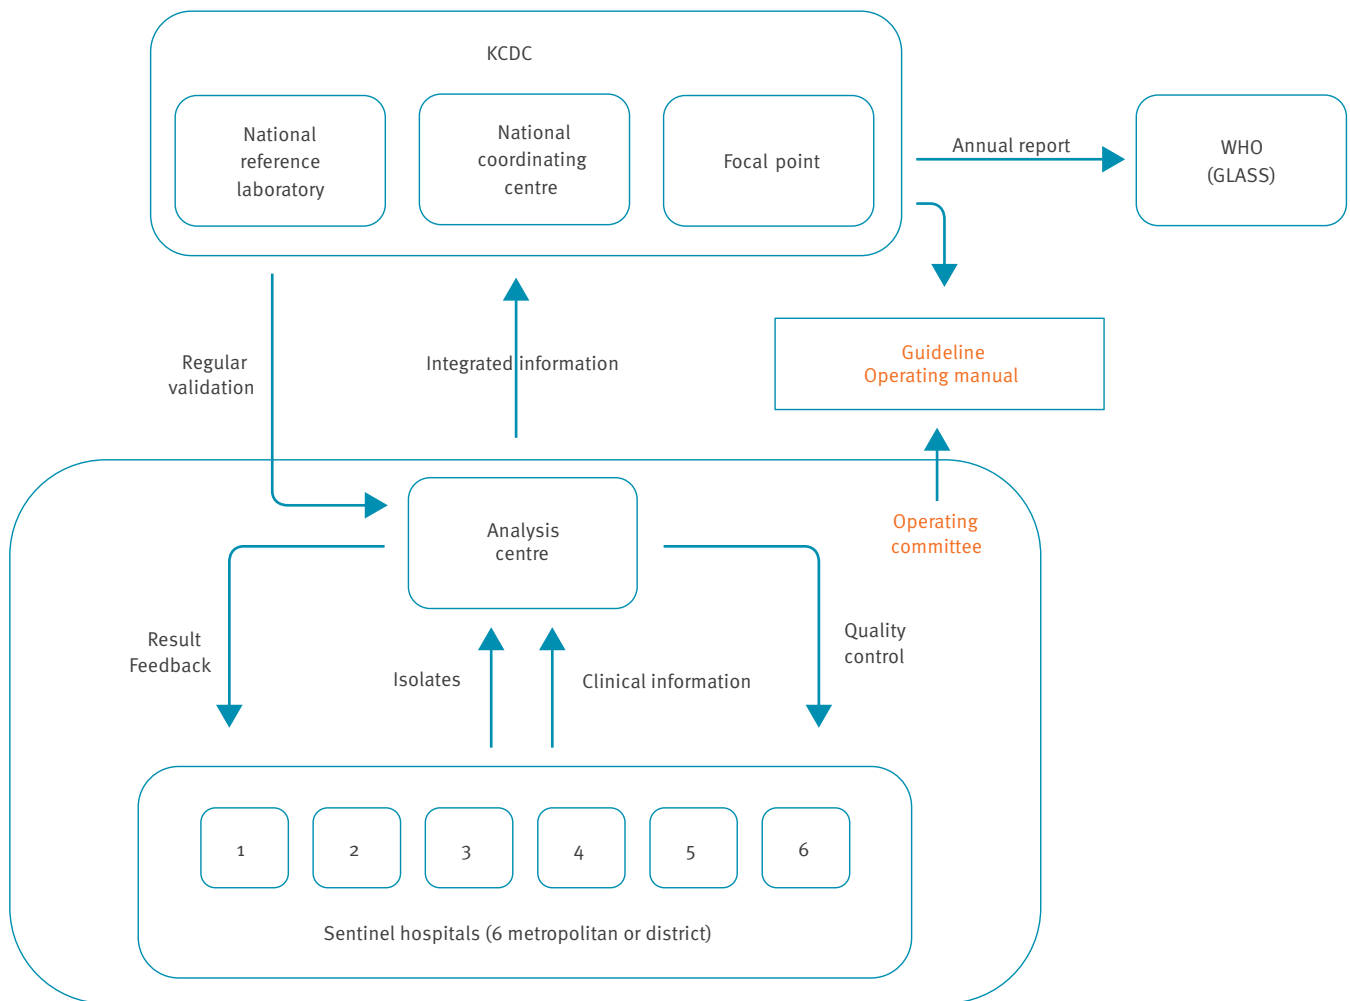 KCDC
National
reference
laboratory
National
coordinating
centre
Focal point
Annual report
WHO
(GLASS)
Regular
validation
Integrated information
Guideline
Operating manual
Operating
committee
Analysis
centre
Result
Feedback
Isolates
Clinical information
Quality
control
1
2
3
4
5
6
Sentinel hospitals (6 metropolitan or district)